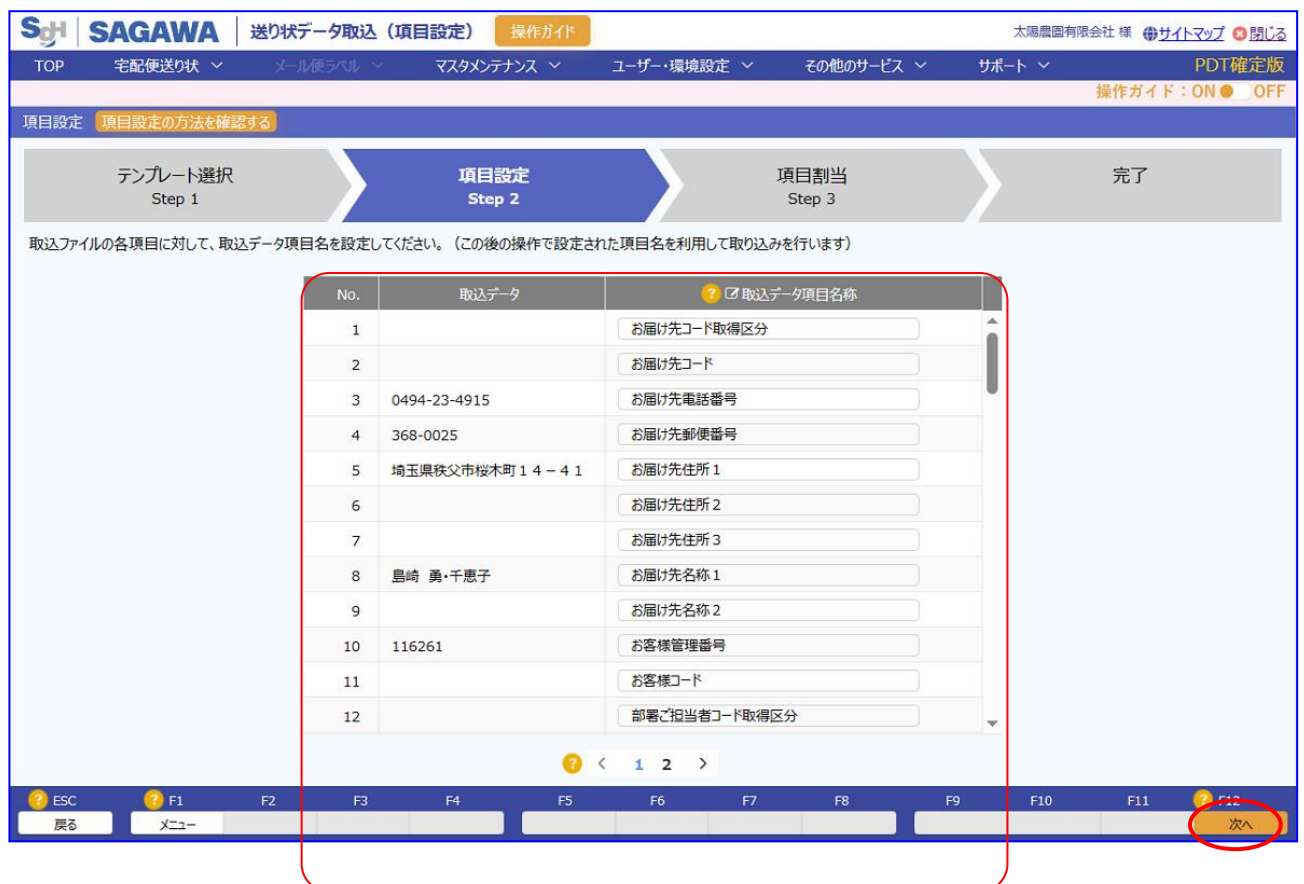 SgH SAGAWA 送り状データ取込（項目設定） 操作ガイド 太陽農園有限会社 様 サイトマップ 閉じる
TOP 宅配便送り状 メール便ラベル マスタメンテナンス ユーザー・環境設定 その他のサービス サポート PDT確定版
操作ガイド：ON OFF
項目設定 項目設定の方法を確認する
テンプレート選択 項目設定 項目割当 完了
Step 1 Step 2 Step 3
取込ファイルの各項目に対して、取込データ項目名を設定してください。（この後の操作で設定された項目名を利用して取り込みを行います）
No. 取込データ ? 取込データ項目名称
1 お届け先コード取得区分
2 お届け先コード
3 0494-23-4915 お届け先電話番号
4 368-0025 お届け先郵便番号
5 埼玉県秩父市桜木町１４－４１ お届け先住所１
6 お届け先住所２
7 お届け先住所３
8 島崎 勇・千恵子 お届け先名称１
9 お届け先名称２
10 116261 お客様管理番号
11 お客様コード
12 部署ご担当者コード取得区分
? < 1 2 >
? ESC ? F1 F2 F3 F4 F5 F6 F7 F8 F9 F10 F11 ? F12
戻る メニュー 次へ